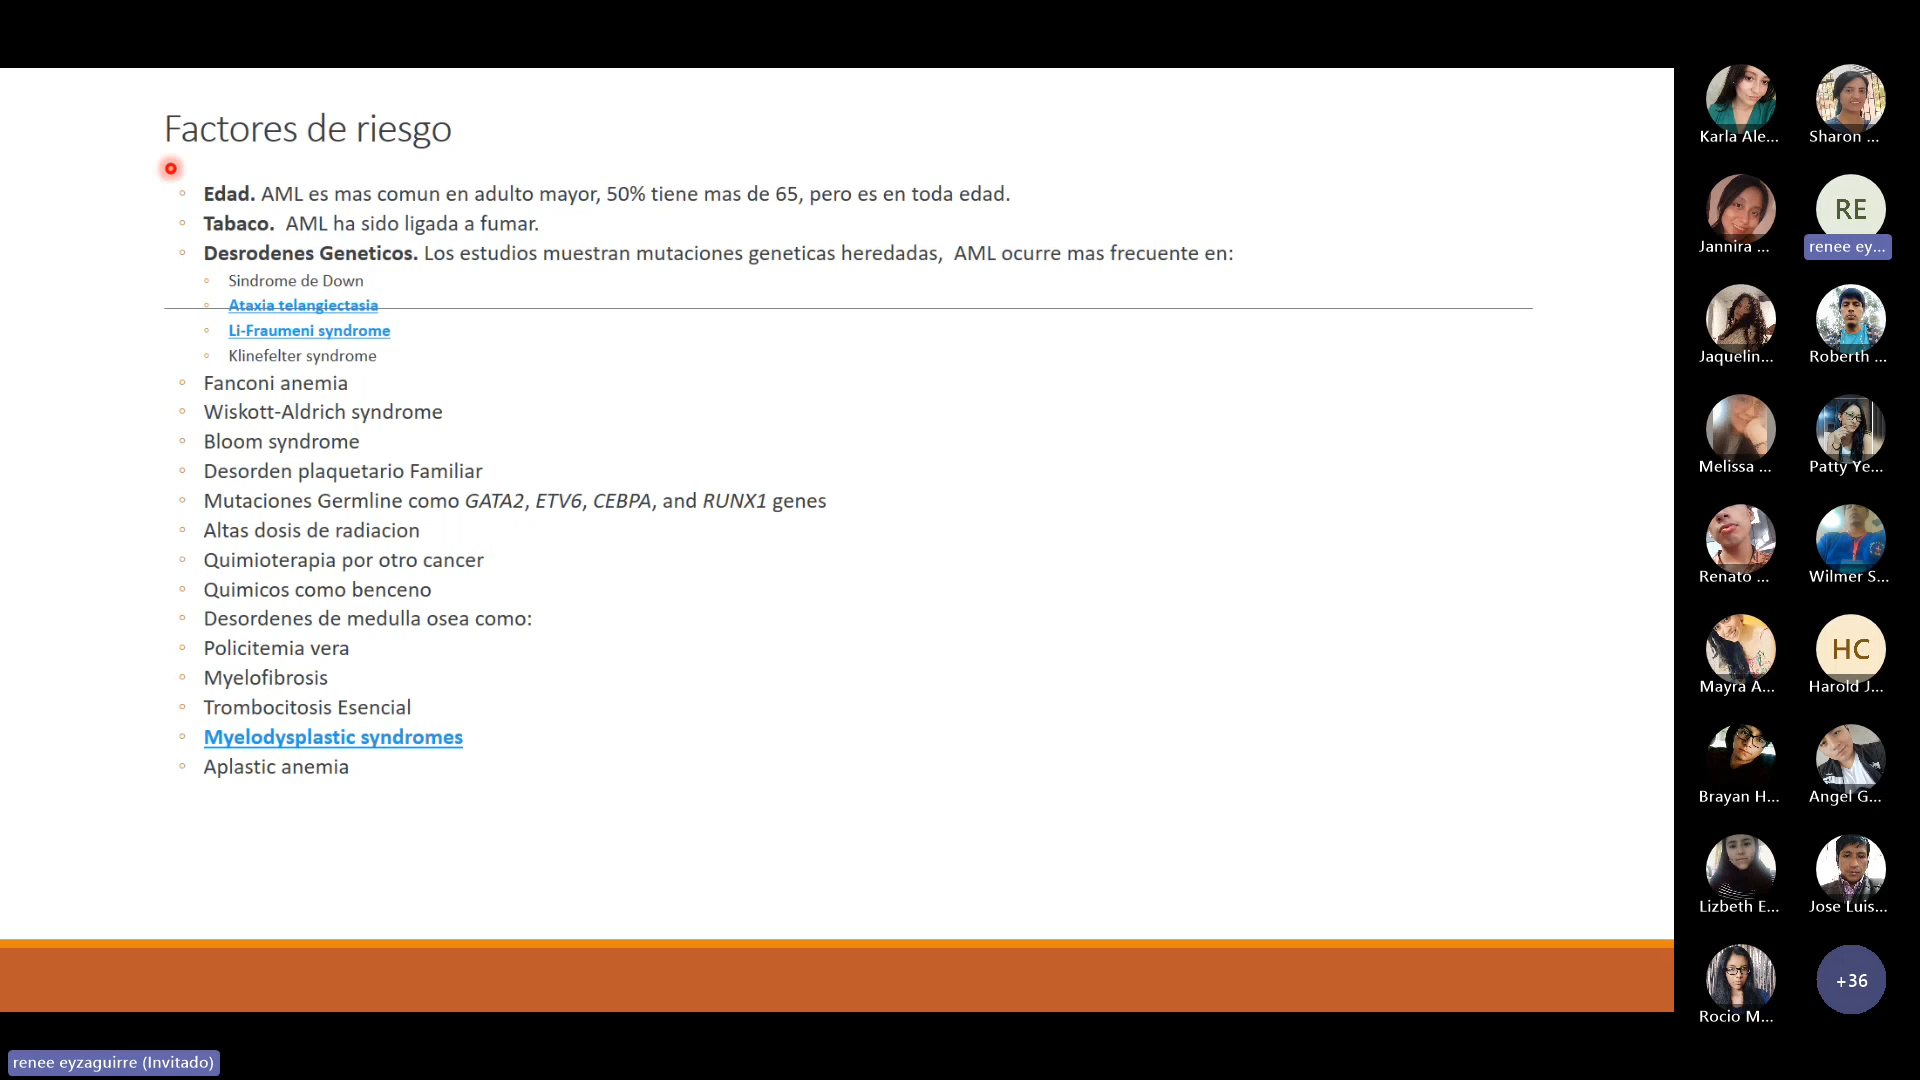 Factores de riesgo
Edad. AML es mas comun en adulto mayor, 50% tiene mas de 65, pero es en toda edad.
Tabaco. AML ha sido ligada a fumar.
Desrodenes Geneticos. Los estudios muestran mutaciones geneticas heredadas, AML ocurre mas frecuente en:
Sindrome de Down
Ataxia telangiectasia
Li-Fraumeni syndrome
Klinefelter syndrome
Fanconi anemia
Wiskott-Aldrich syndrome
Bloom syndrome
Desorden plaquetario Familiar
Mutaciones Germline como GATA2, ETV6, CEBPA, and RUNX1 genes
Altas dosis de radiacion
Quimioterapia por otro cancer
Quimicos como benceno
Desordenes de medulla osea como:
Policitemia vera
Myelofibrosis
Trombocitosis Esencial
Myelodysplastic syndromes
Aplastic anemia
Karla Ale...
Sharon ...
Jannira ...
RE
renee ey...
Jaquelin...
Roberth ...
Melissa ...
Patty Ye...
Renato ...
Wilmer S...
Mayra A...
HC
Harold J...
Brayan H...
Angel G...
Lizbeth E...
Jose Luis...
Rocio M...
+36
renee eyzaguirre (Invitado)